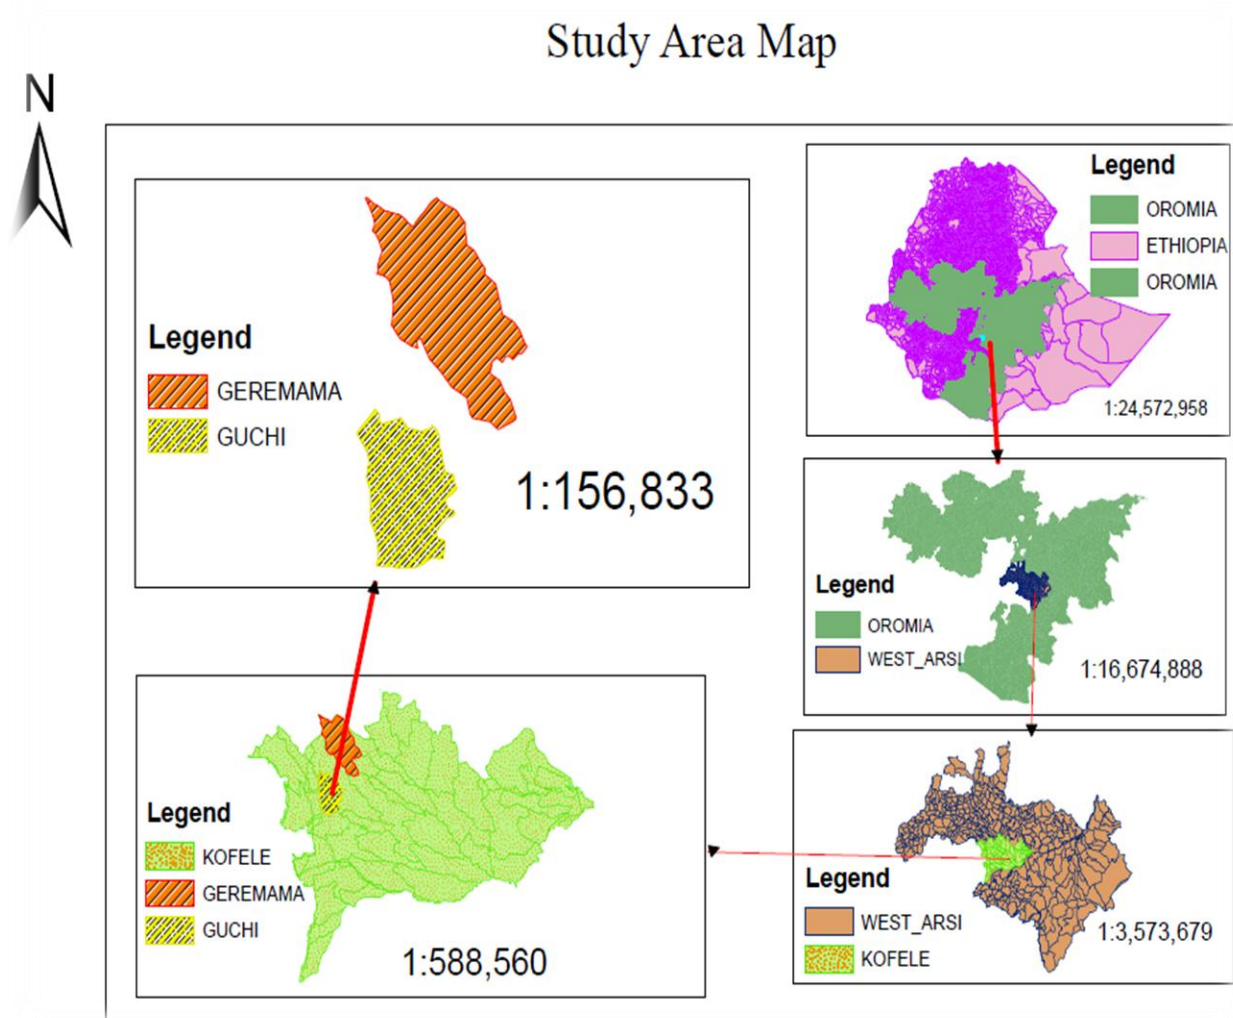 Study Area Map
N
Legend
GEREMAMA
GUCHI
1:156,833
Legend
OROMIA
ETHIOPIA
OROMIA
1:24,572,958
Legend
OROMIA
WEST_ARSI
1:16,674,888
Legend
WEST_ARSI
KOFELE
1:3,573,679
Legend
KOFELE
GEREMAMA
GUCHI
1:588,560